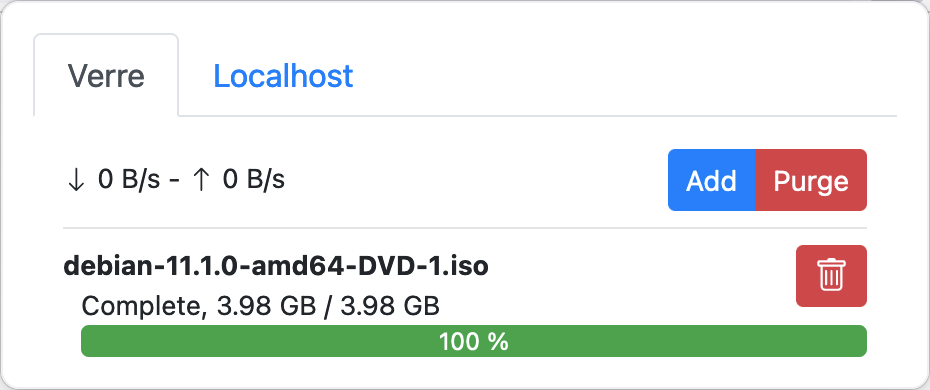 Verre Localhost
↓ 0 B/s - ↑ 0 B/s Add Purge
debian-11.1.0-amd64-DVD-1.iso
Complete, 3.98 GB / 3.98 GB
100 %